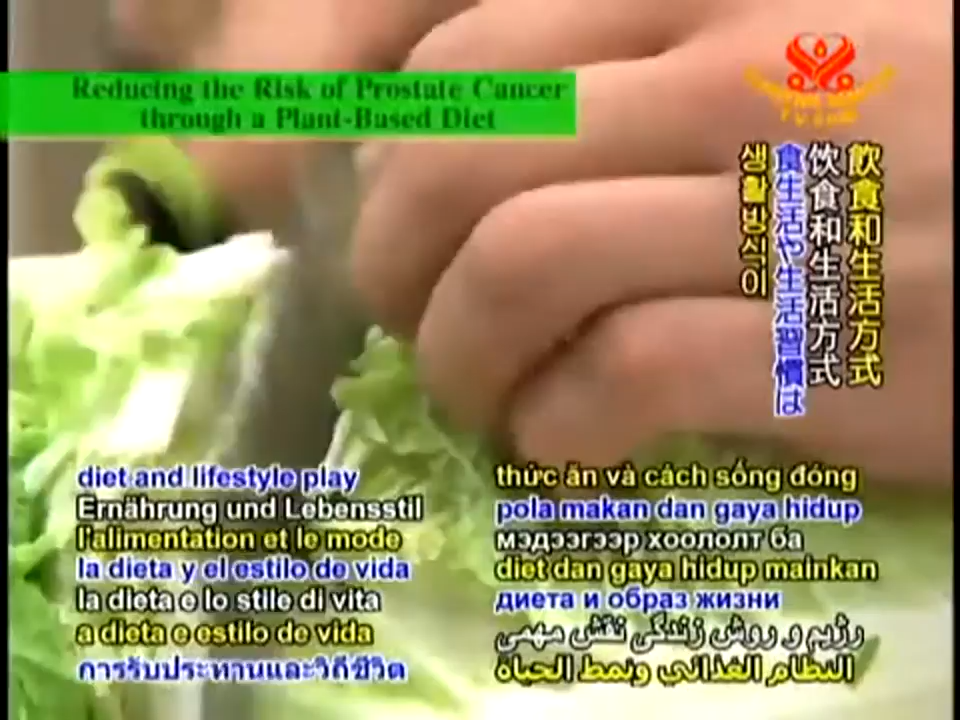 Reducing the Risk of Prostate Cancer
through a Plant-Based Diet
飲食和生活方式
饮食和生活方式
食生活や生活習慣は
생활방식이
diet and lifestyle play
Ernährung und Lebensstil
l'alimentation et le mode
la dieta y el estilo de vida
la dieta e lo stile di vita
a dieta e estilo de vida
การรับประทานและวิถีชีวิต
thức ăn và cách sống đóng
pola makan dan gaya hidup
мэдээгээр хоололт ба
diet dan gaya hidup mainkan
диета и образ жизни
رژیم و روش زندگی نقش مهمی
النظام الغذائي ونمط الحياة